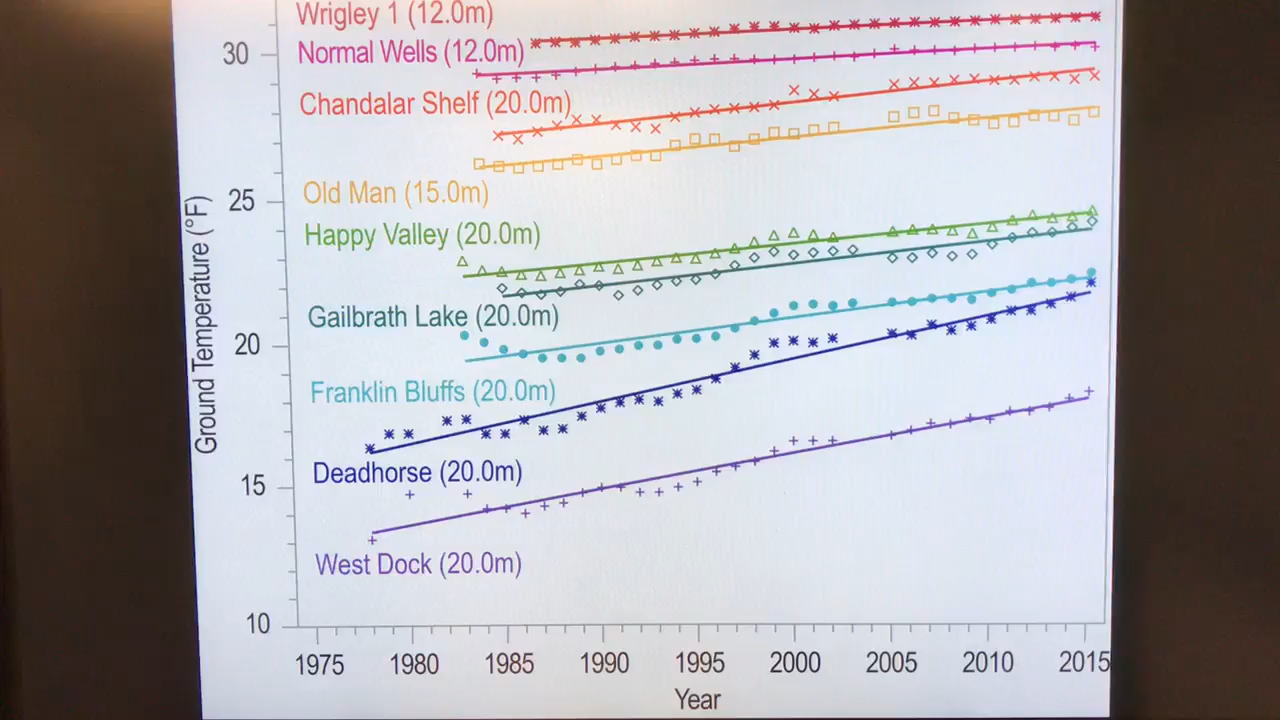 Wrigley 1 (12.0m)
Normal Wells (12.0m)
Chandalar Shelf (20.0m)
Old Man (15.0m)
Happy Valley (20.0m)
Gailbrath Lake (20.0m)
Franklin Bluffs (20.0m)
Deadhorse (20.0m)
West Dock (20.0m)
Ground Temperature (°F)
30
25
20
15
10
1975 1980 1985 1990 1995 2000 2005 2010 2015
Year